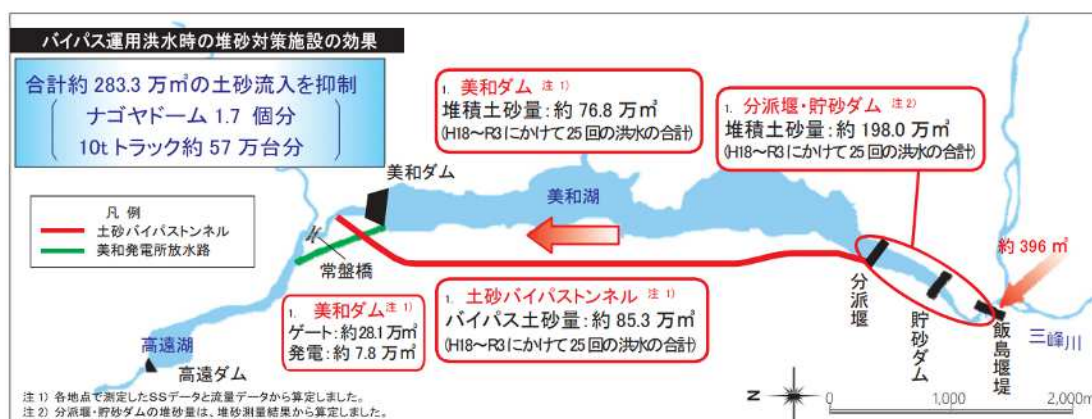 バイパス運用洪水時の堆砂対策施設の効果
合計約 283.3 万㎥の土砂流入を抑制
ナゴヤドーム 1.7 個分
10t トラック約 57 万台分
凡 例
土砂バイパストンネル
美和発電所放水路
1. 美和ダム 注 1)
堆積土砂量：約 76.8 万㎥
(H18～R3にかけて25回の洪水の合計)
1. 分派堰・貯砂ダム 注 2)
堆積土砂量：約 198.0 万㎥
(H18～R3にかけて25回の洪水の合計)
美和ダム
美和湖
約 396 ㎥
常盤橋
分派堰
貯砂ダム
飯島堰堤
三峰川
1. 美和ダム 注 1)
ゲート：約28.1 万㎥
発電：約 7.8 万㎥
1. 土砂バイパストンネル 注 1)
バイパス土砂量：約 85.3 万㎥
(H18～R3にかけて25回の洪水の合計)
高遠湖
高遠ダム
N
0 1,000 2,000m
注 1) 各地点で測定したSSデータと流量データから算定しました。
注 2) 分派堰・貯砂ダムの堆砂量は、堆砂測量結果から算定しました。